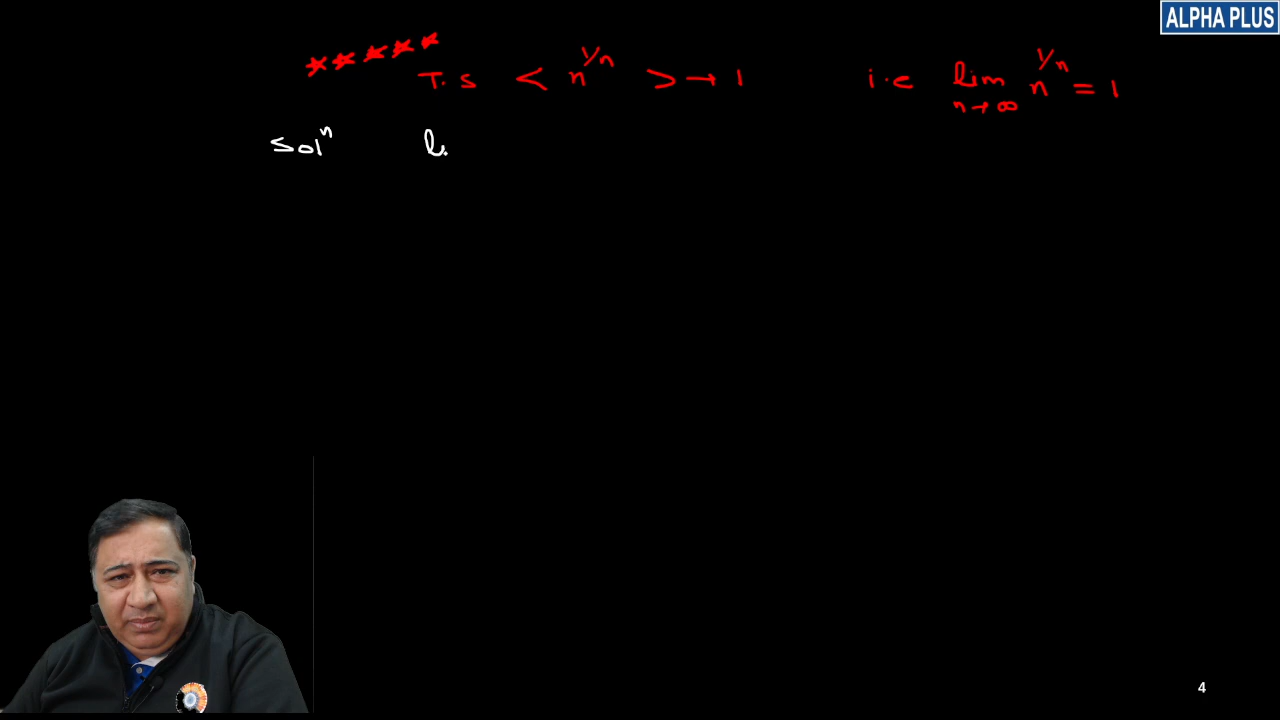 ALPHA PLUS
T.S < n^{1/n} > → 1 i.e lim_{n→∞} n^{1/n} = 1
Sol^n
4